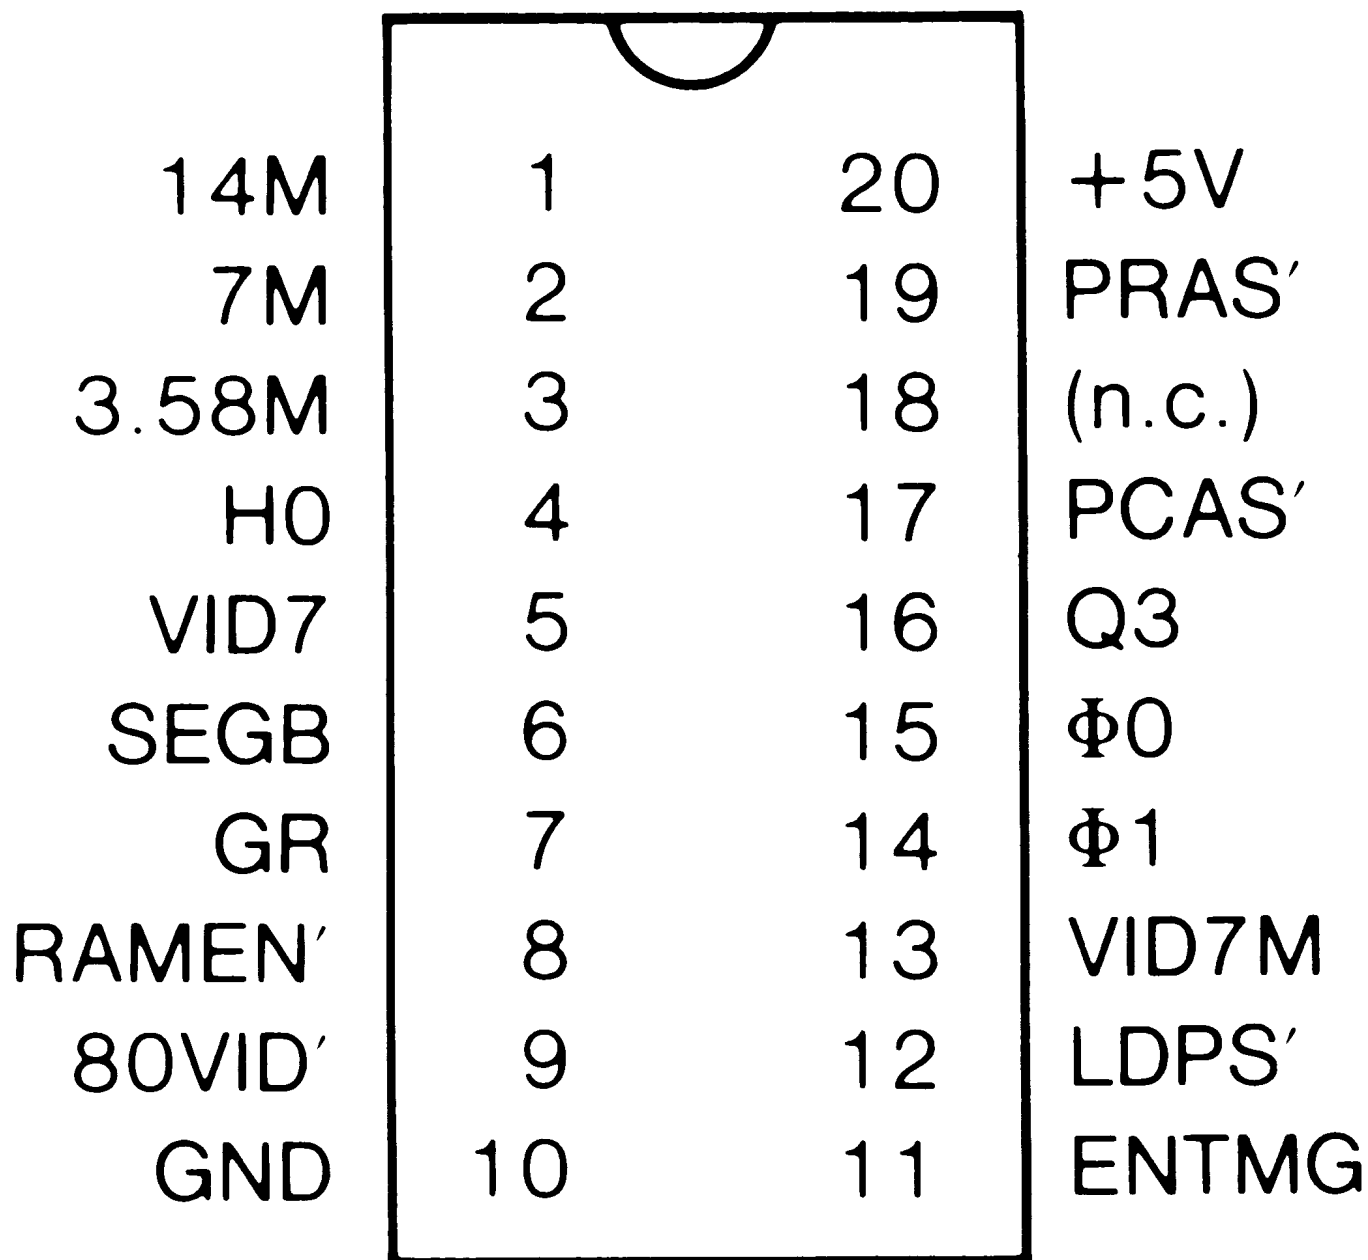 14M 1 20 +5V
7M 2 19 PRAS′
3.58M 3 18 (n.c.)
H0 4 17 PCAS′
VID7 5 16 Q3
SEGB 6 15 Φ0
GR 7 14 Φ1
RAMEN′ 8 13 VID7M
80VID′ 9 12 LDPS′
GND 10 11 ENTMG